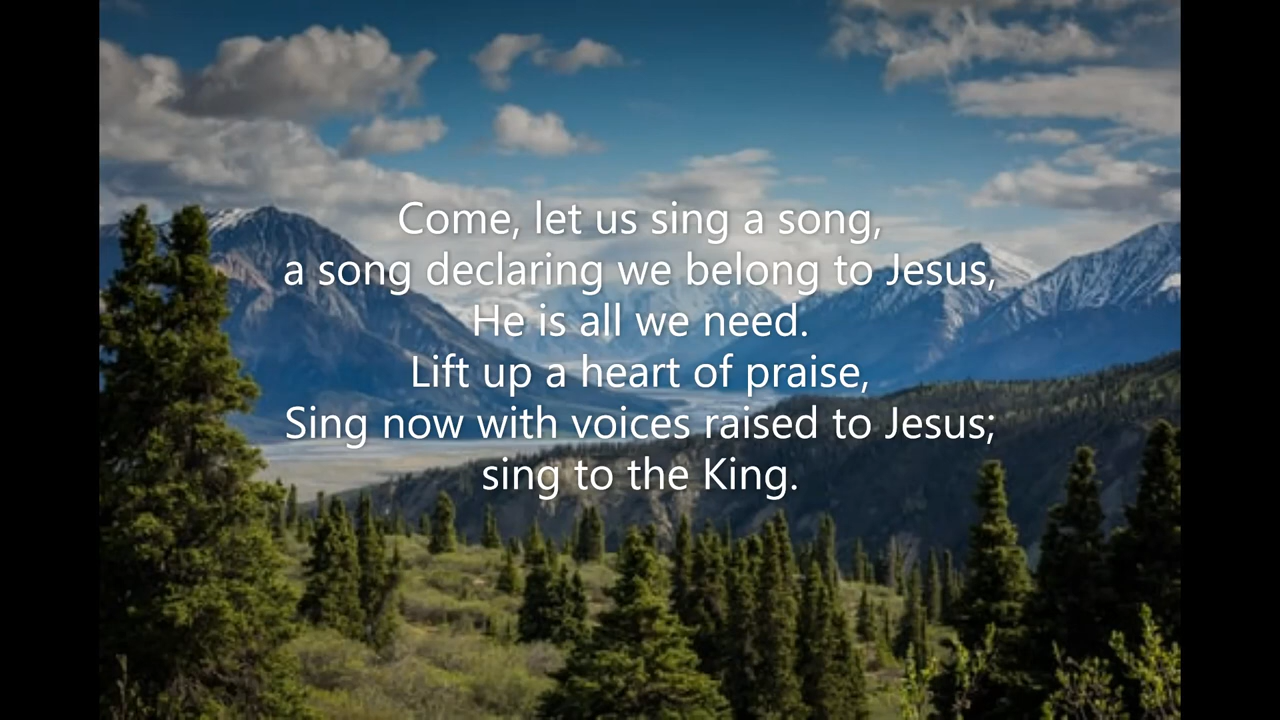 Come, let us sing a song,
a song declaring we belong to Jesus,
He is all we need.
Lift up a heart of praise,
Sing now with voices raised to Jesus;
sing to the King.